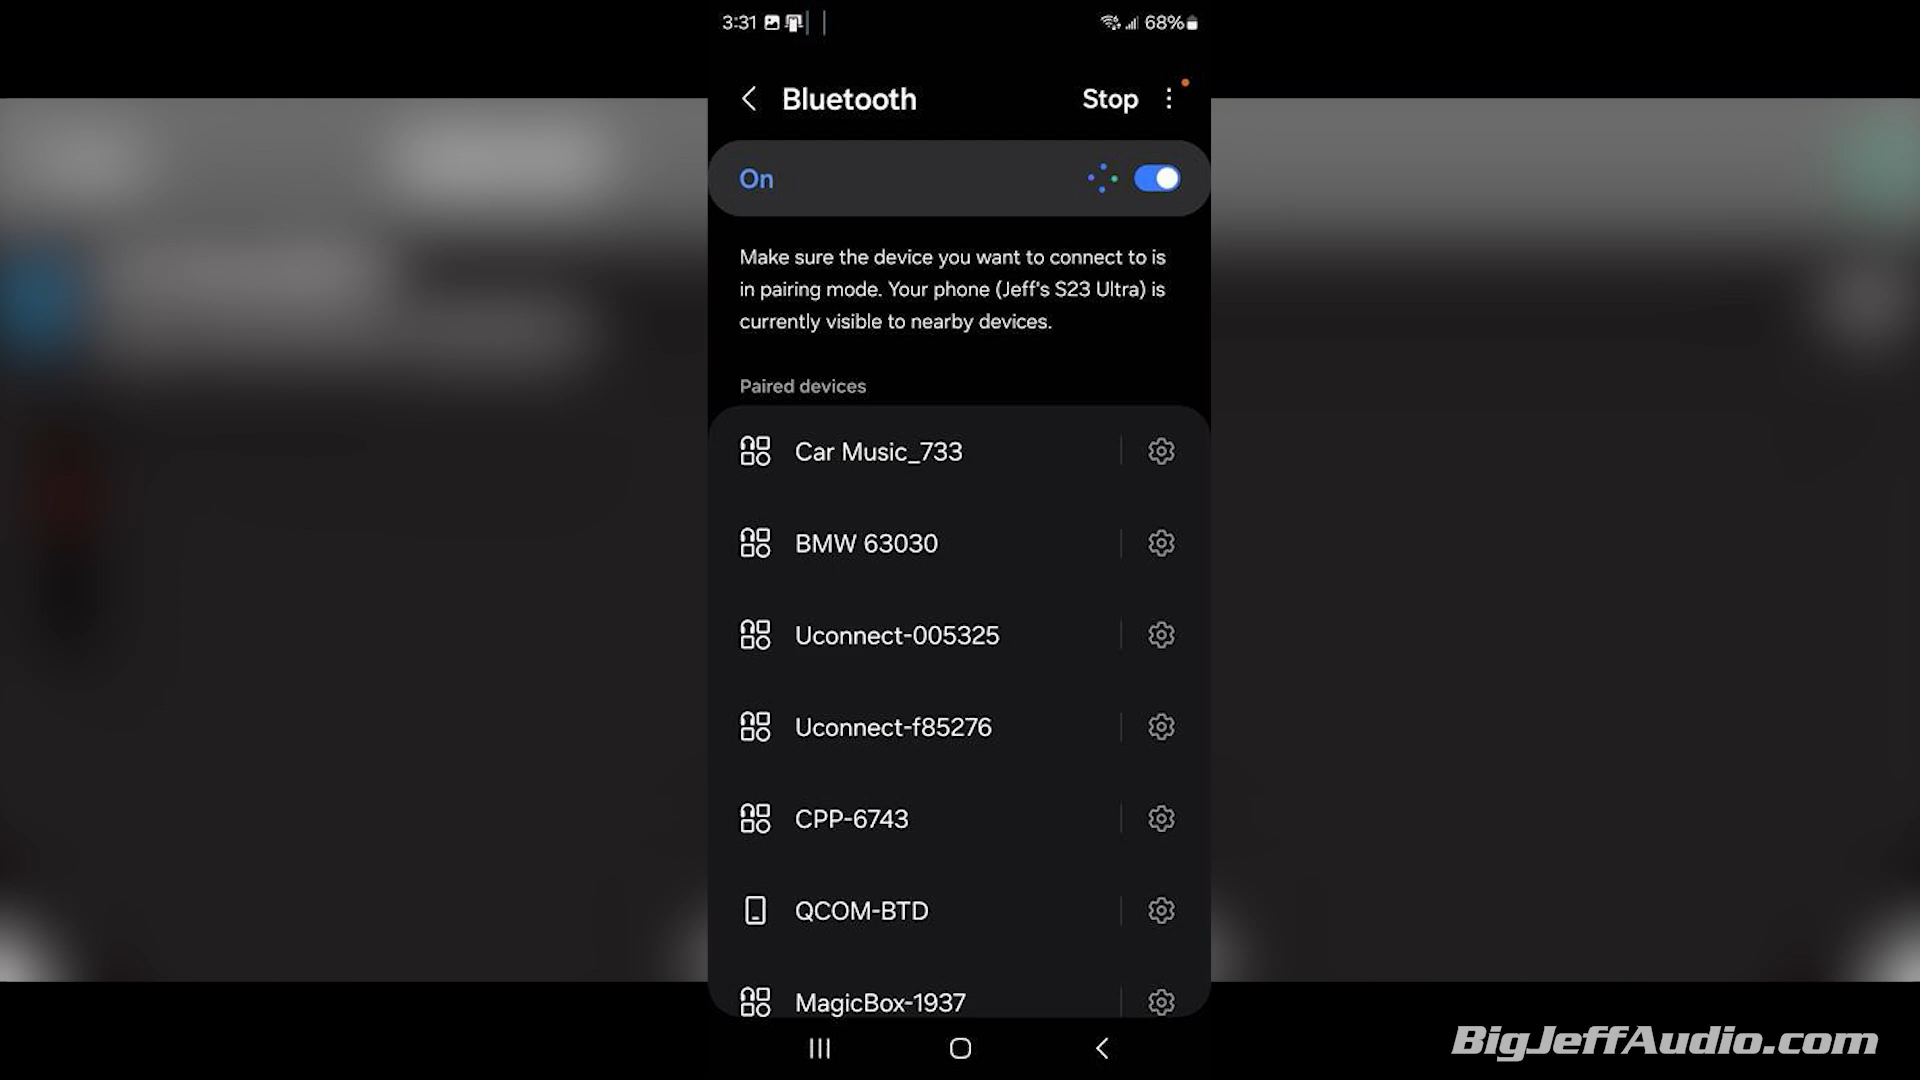 3:31
68%
Bluetooth
Stop
On
Make sure the device you want to connect to is
in pairing mode. Your phone (Jeff's S23 Ultra) is
currently visible to nearby devices.
Paired devices
Car Music_733
BMW 63030
Uconnect-005325
Uconnect-f85276
CPP-6743
QCOM-BTD
MagicBox-1937
BigJeffAudio.com